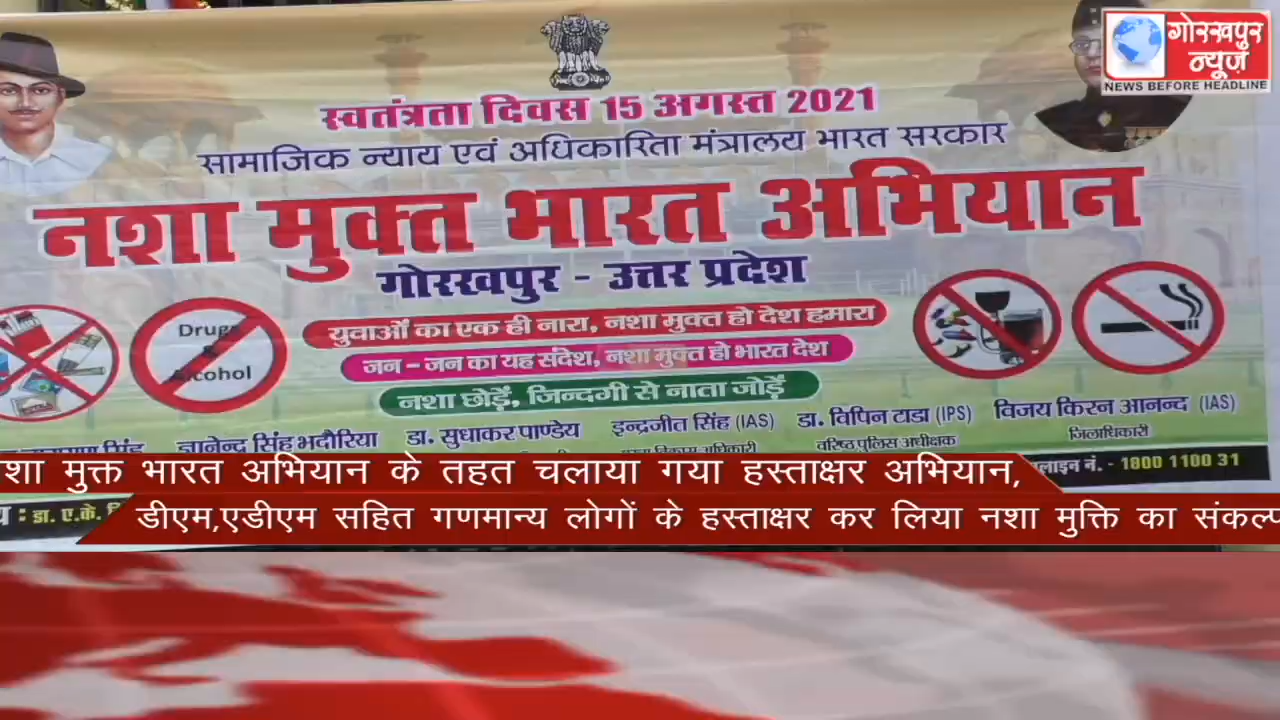 गोरखपुर
न्यूज़
NEWS BEFORE HEADLINE
स्वतंत्रता दिवस 15 अगस्त 2021
सामाजिक न्याय एवं अधिकारिता मंत्रालय भारत सरकार
नशा मुक्त भारत अभियान
गोरखपुर - उत्तर प्रदेश
Drugs
&
Alcohol
युवाओं का एक ही नारा, नशा मुक्त हो देश हमारा
जन - जन का यह संदेश, नशा मुक्त हो भारत देश
नशा छोड़ें, जिन्दगी से नाता जोड़ें
ज्ञानेन्द्र सिंह भदौरिया डा. सुधाकर पाण्डेय इन्द्रजीत सिंह (IAS) डा. विपिन टाडा (IPS) विजय किरन आनन्द (IAS)
वरिष्ठ पुलिस अधीक्षक जिलाधिकारी
लाइन नं. - 1800 1100 31
शा मुक्त भारत अभियान के तहत चलाया गया हस्ताक्षर अभियान,
डा. ए.के.
डीएम,एडीएम सहित गणमान्य लोगों के हस्ताक्षर कर लिया नशा मुक्ति का संकल्प